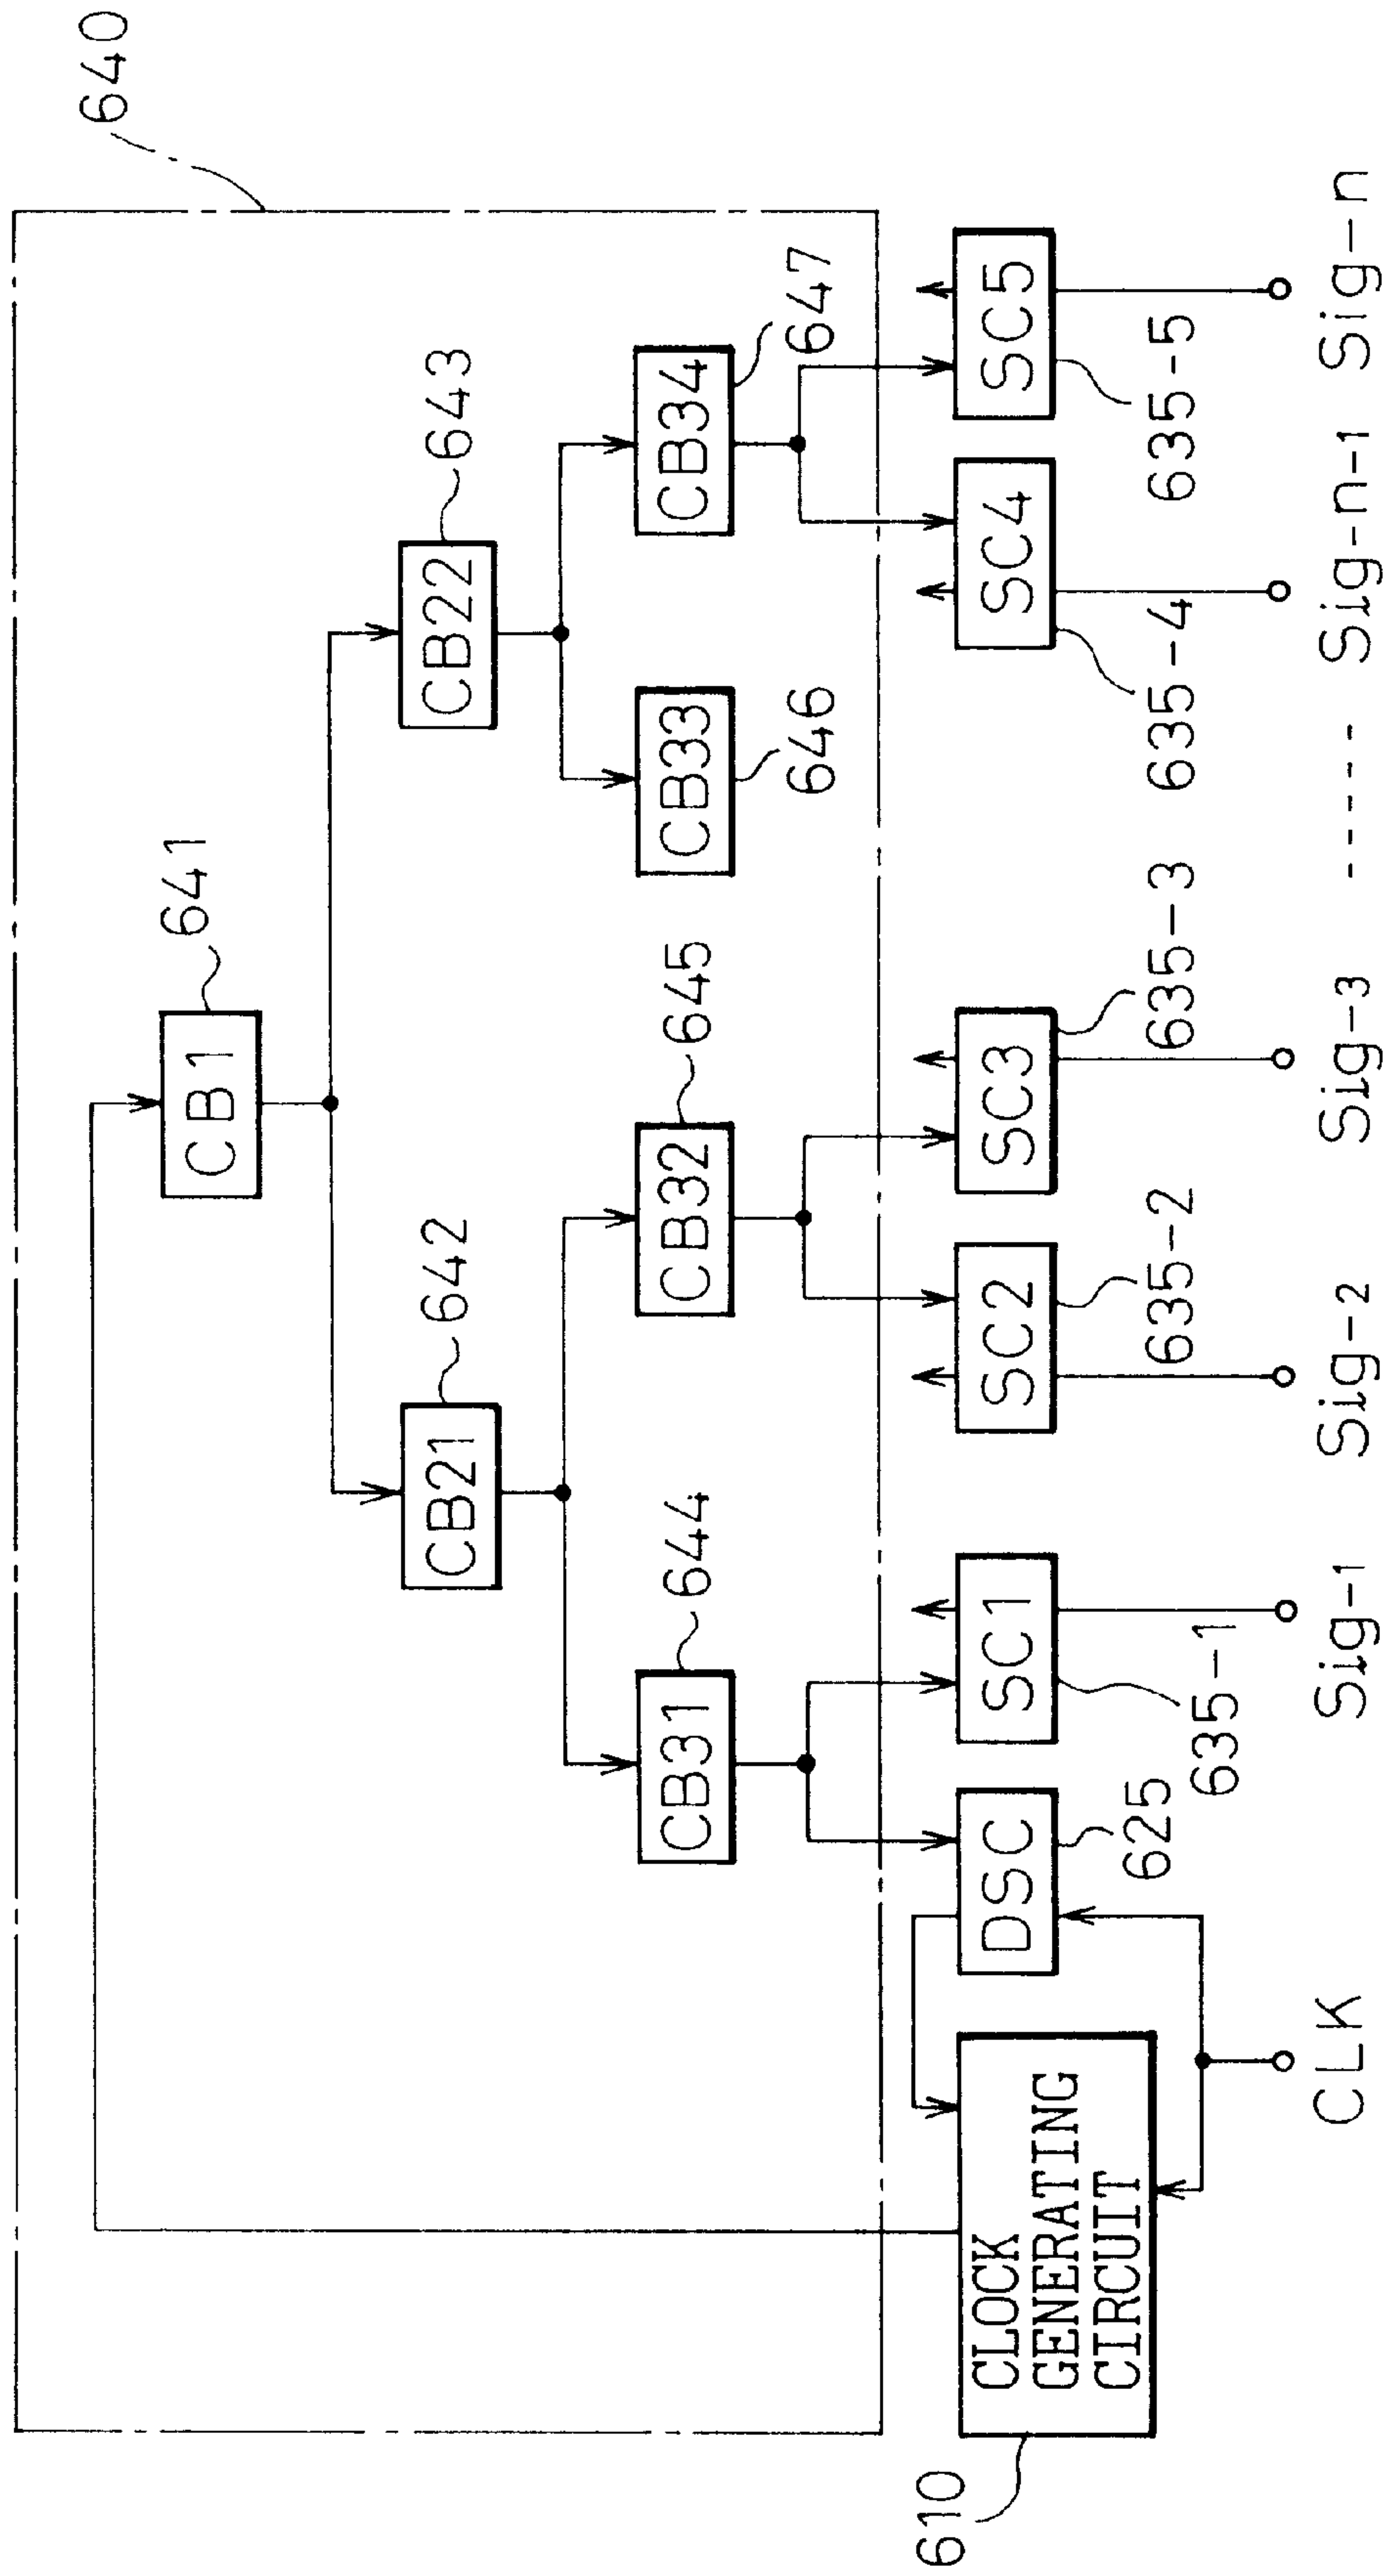 640
CB1
641
CB21
642
CB22
643
CB31
644
CB32
645
CB33
646
CB34
647
CLOCK
GENERATING
CIRCUIT
610
DSC
625
SC1
635-1
SC2
635-2
SC3
635-3
SC4
635-4
SC5
635-5
CLK
Sig-1
Sig-2
Sig-3
-----
Sig-n-1
Sig-n